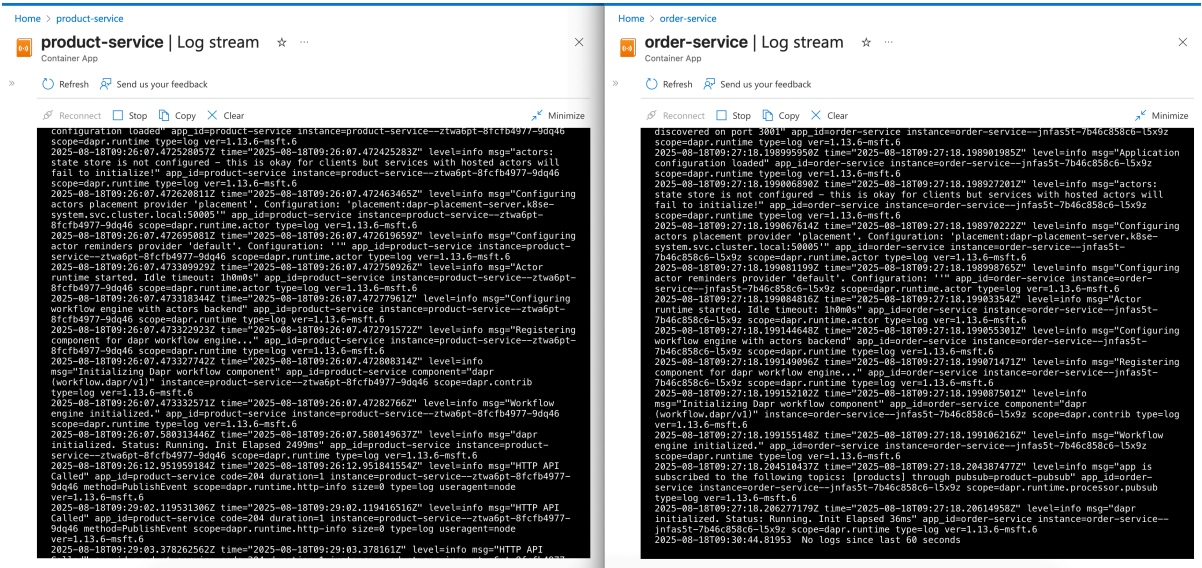 Home > product-service
product-service | Log stream
Container App
Refresh Send us your feedback
Reconnect Stop Copy Clear Minimize
configuration loaded" app_id=product-service instance=product-service--ztwa6pt-8fcfb4977-9dq46
scope=dapr.runtime type=log ver=1.13.6-msft.6
2025-08-18T09:26:07.472528057Z time="2025-08-18T09:26:07.472425283Z" level=info msg="actors:
state store is not configured - this is okay for clients but services with hosted actors will
fail to initialize!" app_id=product-service instance=product-service--ztwa6pt-8fcfb4977-9dq46
scope=dapr.runtime type=log ver=1.13.6-msft.6
2025-08-18T09:26:07.472620811Z time="2025-08-18T09:26:07.472463465Z" level=info msg="Configuring
actors placement provider 'placement'. Configuration: 'placement:dapr-placement-server.k8se-
system.svc.cluster.local:50005'" app_id=product-service instance=product-service--ztwa6pt-
8fcfb4977-9dq46 scope=dapr.runtime.actor type=log ver=1.13.6-msft.6
2025-08-18T09:26:07.472695081Z time="2025-08-18T09:26:07.472619659Z" level=info msg="Configuring
actor reminders provider 'default'. Configuration: ''" app_id=product-service instance=product-
service--ztwa6pt-8fcfb4977-9dq46 scope=dapr.runtime.actor type=log ver=1.13.6-msft.6
2025-08-18T09:26:07.473309929Z time="2025-08-18T09:26:07.472750926Z" level=info msg="Actor
runtime started. Idle timeout: 1h0m0s" app_id=product-service instance=product-service--ztwa6pt-
8fcfb4977-9dq46 scope=dapr.runtime.actor type=log ver=1.13.6-msft.6
2025-08-18T09:26:07.473318344Z time="2025-08-18T09:26:07.47277961Z" level=info msg="Configuring
workflow engine with actors backend" app_id=product-service instance=product-service--ztwa6pt-
8fcfb4977-9dq46 scope=dapr.runtime type=log ver=1.13.6-msft.6
2025-08-18T09:26:07.473322923Z time="2025-08-18T09:26:07.472791572Z" level=info msg="Registering
component for dapr workflow engine..." app_id=product-service instance=product-service--ztwa6pt-
8fcfb4977-9dq46 scope=dapr.runtime type=log ver=1.13.6-msft.6
2025-08-18T09:26:07.473327742Z time="2025-08-18T09:26:07.472808314Z" level=info
msg="Initializing Dapr workflow component" app_id=product-service component="dapr
(workflow.dapr/v1)" instance=product-service--ztwa6pt-8fcfb4977-9dq46 scope=dapr.contrib
type=log ver=1.13.6-msft.6
2025-08-18T09:26:07.473332571Z time="2025-08-18T09:26:07.47282766Z" level=info msg="Workflow
engine initialized." app_id=product-service instance=product-service--ztwa6pt-8fcfb4977-9dq46
scope=dapr.runtime type=log ver=1.13.6-msft.6
2025-08-18T09:26:07.580313446Z time="2025-08-18T09:26:07.580149637Z" level=info msg="dapr
initialized. Status: Running. Init Elapsed 2499ms" app_id=product-service instance=product-
service--ztwa6pt-8fcfb4977-9dq46 scope=dapr.runtime type=log ver=1.13.6-msft.6
2025-08-18T09:26:12.951959184Z time="2025-08-18T09:26:12.951841554Z" level=info msg="HTTP API
Called" app_id=product-service code=204 duration=1 instance=product-service--ztwa6pt-8fcfb4977-
9dq46 method=PublishEvent scope=dapr.runtime.http-info size=0 type=log useragent=node
ver=1.13.6-msft.6
2025-08-18T09:29:02.119531306Z time="2025-08-18T09:29:02.119416516Z" level=info msg="HTTP API
Called" app_id=product-service code=204 duration=1 instance=product-service--ztwa6pt-8fcfb4977-
9dq46 method=PublishEvent scope=dapr.runtime.http-info size=0 type=log useragent=node
ver=1.13.6-msft.6
2025-08-18T09:29:03.378262562Z time="2025-08-18T09:29:03.378161Z" level=info msg="HTTP API
Home > order-service
order-service | Log stream
Container App
Refresh Send us your feedback
Reconnect Stop Copy Clear Minimize
discovered on port 3001" app_id=order-service instance=order-service--jnfas5t-7b46c858c6-l5x9z
scope=dapr.runtime type=log ver=1.13.6-msft.6
2025-08-18T09:27:18.198995950Z time="2025-08-18T09:27:18.198901985Z" level=info msg="Application
configuration loaded" app_id=order-service instance=order-service--jnfas5t-7b46c858c6-l5x9z
scope=dapr.runtime type=log ver=1.13.6-msft.6
2025-08-18T09:27:18.199006890Z time="2025-08-18T09:27:18.198927201Z" level=info msg="actors:
state store is not configured - this is okay for clients but services with hosted actors will
fail to initialize!" app_id=order-service instance=order-service--jnfas5t-7b46c858c6-l5x9z
scope=dapr.runtime type=log ver=1.13.6-msft.6
2025-08-18T09:27:18.199067614Z time="2025-08-18T09:27:18.19897022Z" level=info msg="Configuring
actors placement provider 'placement'. Configuration: 'placement:dapr-placement-server.k8se-
system.svc.cluster.local:50005'" app_id=order-service instance=order-service--jnfas5t-
7b46c858c6-l5x9z scope=dapr.runtime.actor type=log ver=1.13.6-msft.6
2025-08-18T09:27:18.199081199Z time="2025-08-18T09:27:18.198998765Z" level=info msg="Configuring
actor reminders provider 'default'. Configuration: ''" app_id=order-service instance=order-
service--jnfas5t-7b46c858c6-l5x9z scope=dapr.runtime.actor type=log ver=1.13.6-msft.6
2025-08-18T09:27:18.199084816Z time="2025-08-18T09:27:18.19903354Z" level=info msg="Actor
runtime started. Idle timeout: 1h0m0s" app_id=order-service instance=order-service--jnfas5t-
7b46c858c6-l5x9z scope=dapr.runtime.actor type=log ver=1.13.6-msft.6
2025-08-18T09:27:18.199144648Z time="2025-08-18T09:27:18.199055301Z" level=info msg="Configuring
workflow engine with actors backend" app_id=order-service instance=order-service--jnfas5t-
7b46c858c6-l5x9z scope=dapr.runtime type=log ver=1.13.6-msft.6
2025-08-18T09:27:18.199149096Z time="2025-08-18T09:27:18.199071471Z" level=info msg="Registering
component for dapr workflow engine..." app_id=order-service instance=order-service--jnfas5t-
7b46c858c6-l5x9z scope=dapr.runtime type=log ver=1.13.6-msft.6
2025-08-18T09:27:18.199152102Z time="2025-08-18T09:27:18.199087501Z" level=info
msg="Initializing Dapr workflow component" app_id=order-service component="dapr
(workflow.dapr/v1)" instance=order-service--jnfas5t-7b46c858c6-l5x9z scope=dapr.contrib type=log
ver=1.13.6-msft.6
2025-08-18T09:27:18.199155148Z time="2025-08-18T09:27:18.199106216Z" level=info msg="Workflow
engine initialized." app_id=order-service instance=order-service--jnfas5t-7b46c858c6-l5x9z
scope=dapr.runtime type=log ver=1.13.6-msft.6
2025-08-18T09:27:18.204510437Z time="2025-08-18T09:27:18.204387477Z" level=info msg="app is
subscribed to the following topics: [products] through pubsub=product-pubsub" app_id=order-
service instance=order-service--jnfas5t-7b46c858c6-l5x9z scope=dapr.runtime.processor.pubsub
type=log ver=1.13.6-msft.6
2025-08-18T09:27:18.206277179Z time="2025-08-18T09:27:18.20614958Z" level=info msg="dapr
initialized. Status: Running. Init Elapsed 36ms" app_id=order-service instance=order-service--
jnfas5t-7b46c858c6-l5x9z scope=dapr.runtime type=log ver=1.13.6-msft.6
2025-08-18T09:30:44.81953 No logs since last 60 seconds